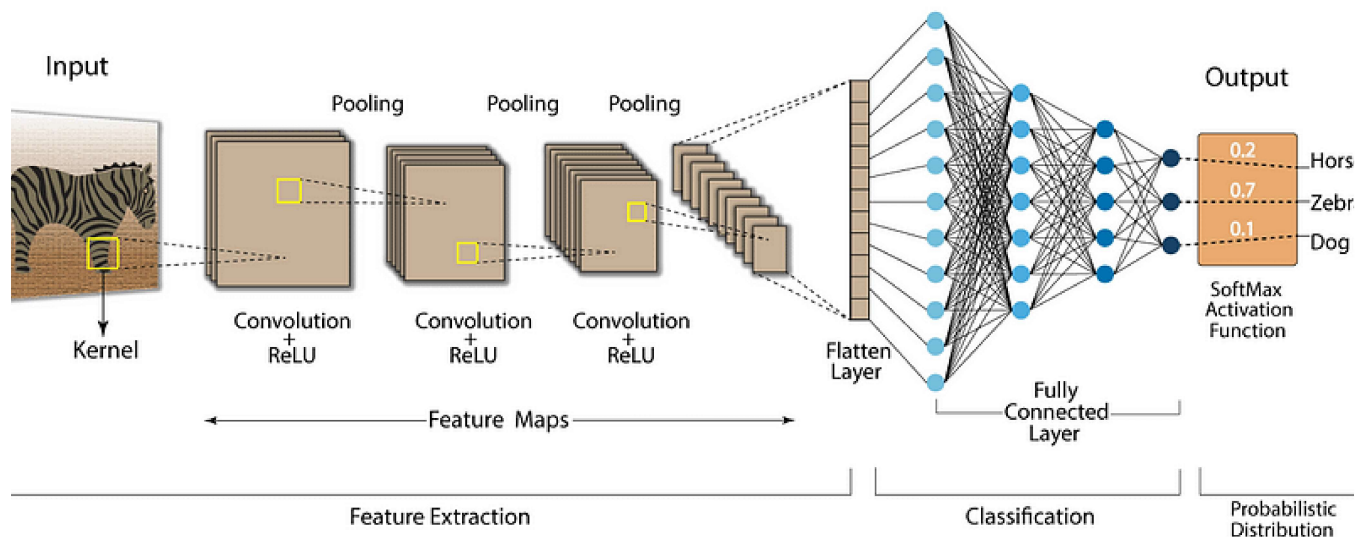 Input
Pooling
Pooling
Pooling
Output
0.2
Hors
0.7
Zebr
0.1
Dog
Kernel
Convolution
+
ReLU
Convolution
+
ReLU
Convolution
+
ReLU
Flatten
Layer
SoftMax
Activation
Function
Feature Maps
Fully
Connected
Layer
Feature Extraction
Classification
Probabilistic
Distribution